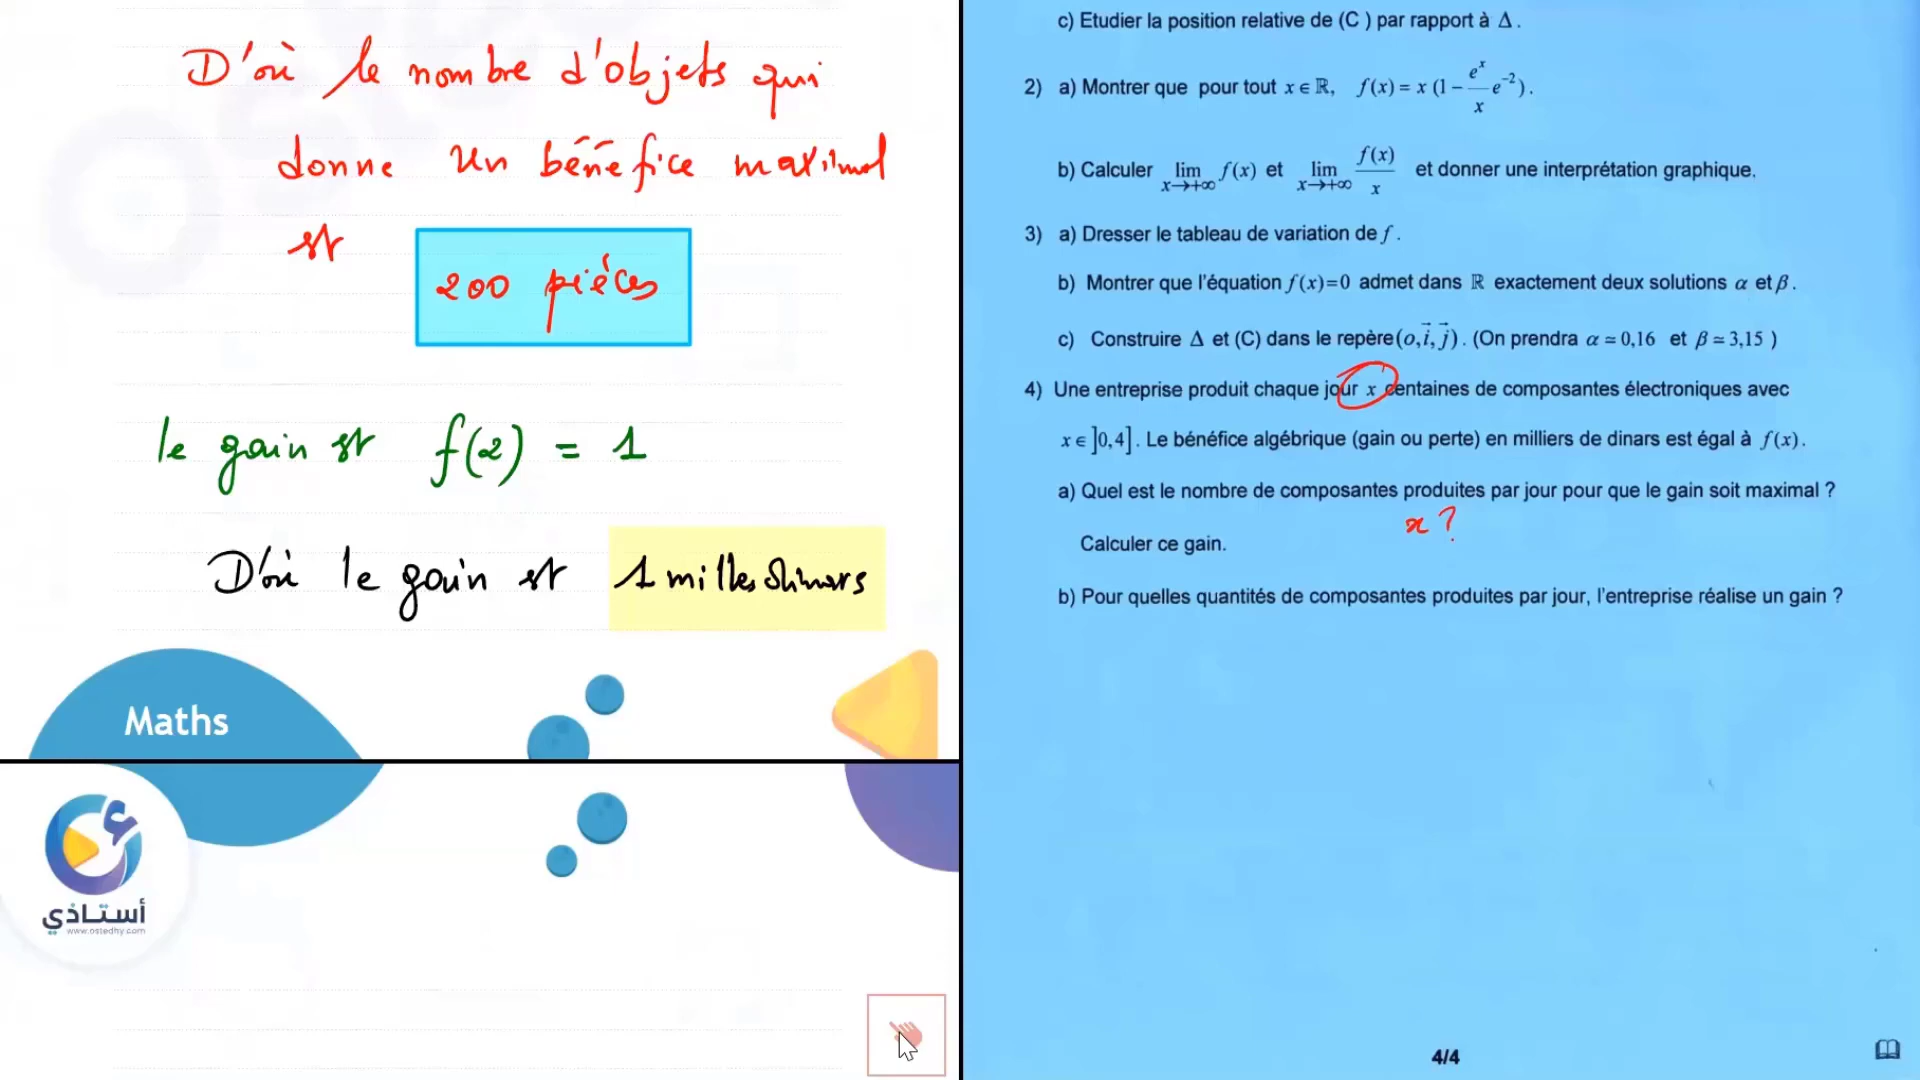 D'où le nombre d'objets qui
donne un bénéfice maximal
est
200 pièces
le gain est f(2) = 1
D'où le gain est 1 milles dinars
Maths
أستاذي
www.ostedhy.com
c) Etudier la position relative de (C ) par rapport à Δ .
2) a) Montrer que pour tout x ∈ ℝ, f(x) = x (1 − e^x/x e^−2) .
b) Calculer lim x→+∞ f(x) et lim x→+∞ f(x)/x et donner une interprétation graphique.
3) a) Dresser le tableau de variation de f .
b) Montrer que l'équation f(x)=0 admet dans ℝ exactement deux solutions α et β .
c) Construire Δ et (C) dans le repère (o, i⃗, j⃗) . (On prendra α ≃ 0,16 et β ≃ 3,15 )
4) Une entreprise produit chaque jour x centaines de composantes électroniques avec
x ∈ ]0,4] . Le bénéfice algébrique (gain ou perte) en milliers de dinars est égal à f(x) .
a) Quel est le nombre de composantes produites par jour pour que le gain soit maximal ?
x ?
Calculer ce gain.
b) Pour quelles quantités de composantes produites par jour, l'entreprise réalise un gain ?
4/4